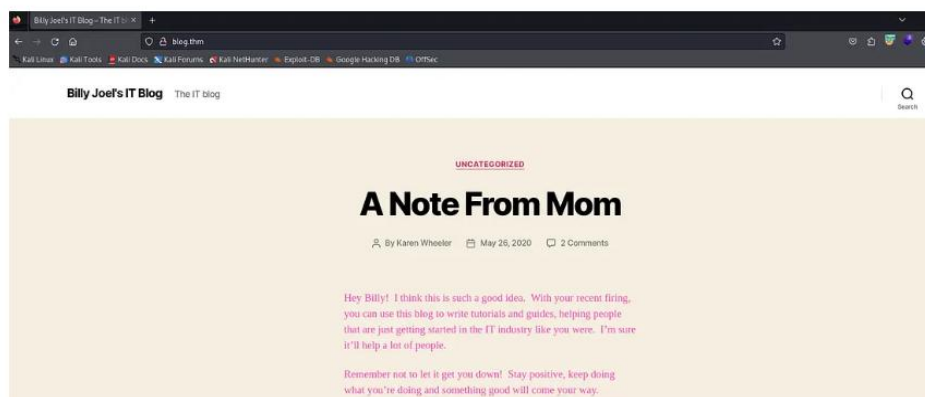 Billy Joel's IT Blog – The IT bl
blog.thm
Kali Linux Kali Tools Kali Docs Kali Forums Kali NetHunter Exploit-DB Google Hacking DB OffSec
Billy Joel's IT Blog The IT blog
Search
UNCATEGORIZED
A Note From Mom
By Karen Wheeler May 26, 2020 2 Comments
Hey Billy! I think this is such a good idea. With your recent firing,
you can use this blog to write tutorials and guides, helping people
that are just getting started in the IT industry like you were. I'm sure
it'll help a lot of people.
Remember not to let it get you down! Stay positive, keep doing
what you're doing and something good will come your way.